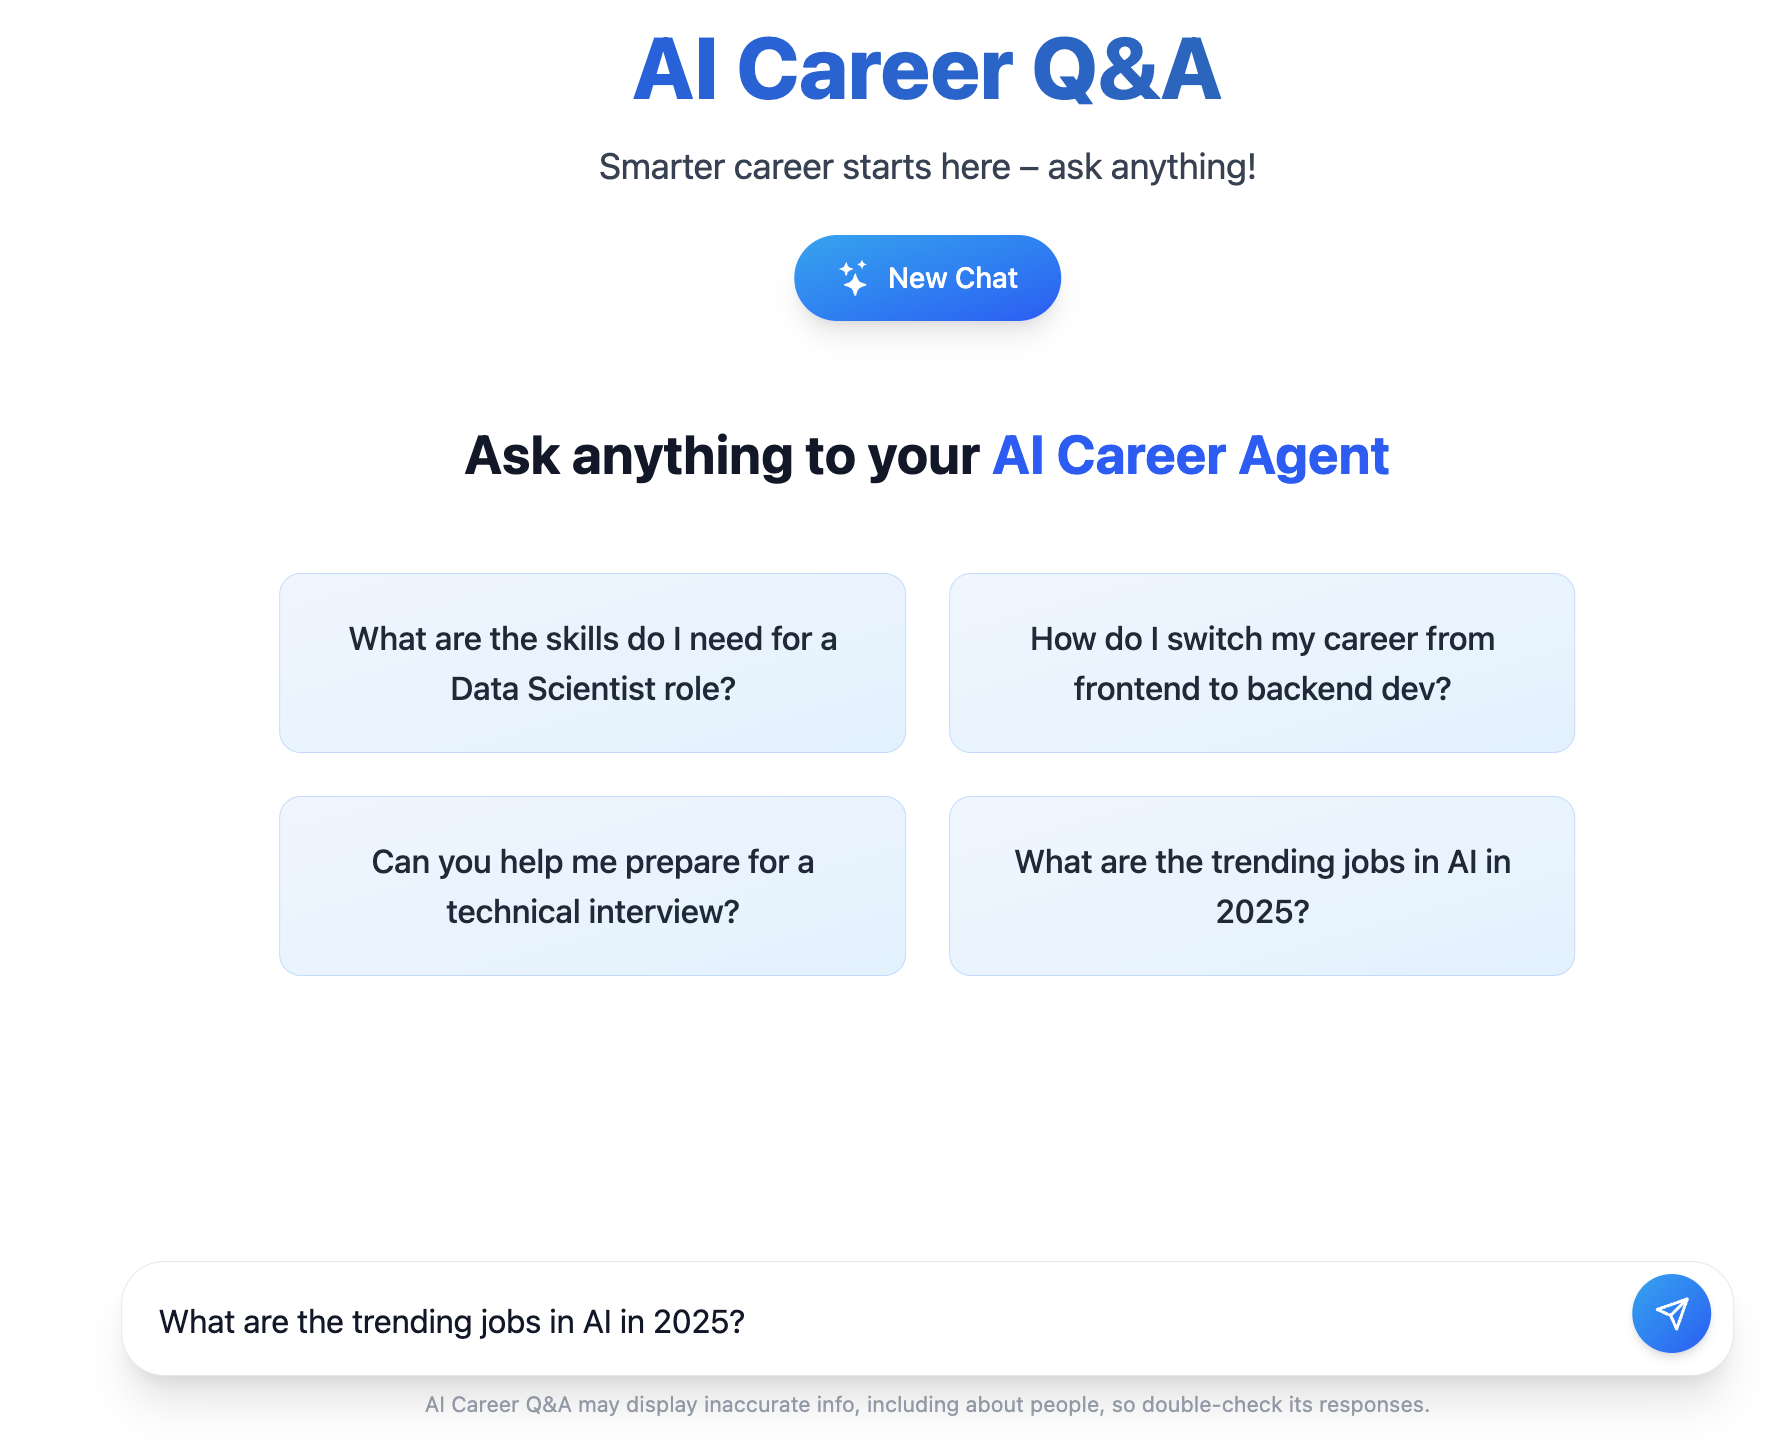 AI Career Q&A
Smarter career starts here – ask anything!
New Chat
Ask anything to your AI Career Agent
What are the skills do I need for a
Data Scientist role?
How do I switch my career from
frontend to backend dev?
Can you help me prepare for a
technical interview?
What are the trending jobs in AI in
2025?
What are the trending jobs in AI in 2025?
AI Career Q&A may display inaccurate info, including about people, so double-check its responses.